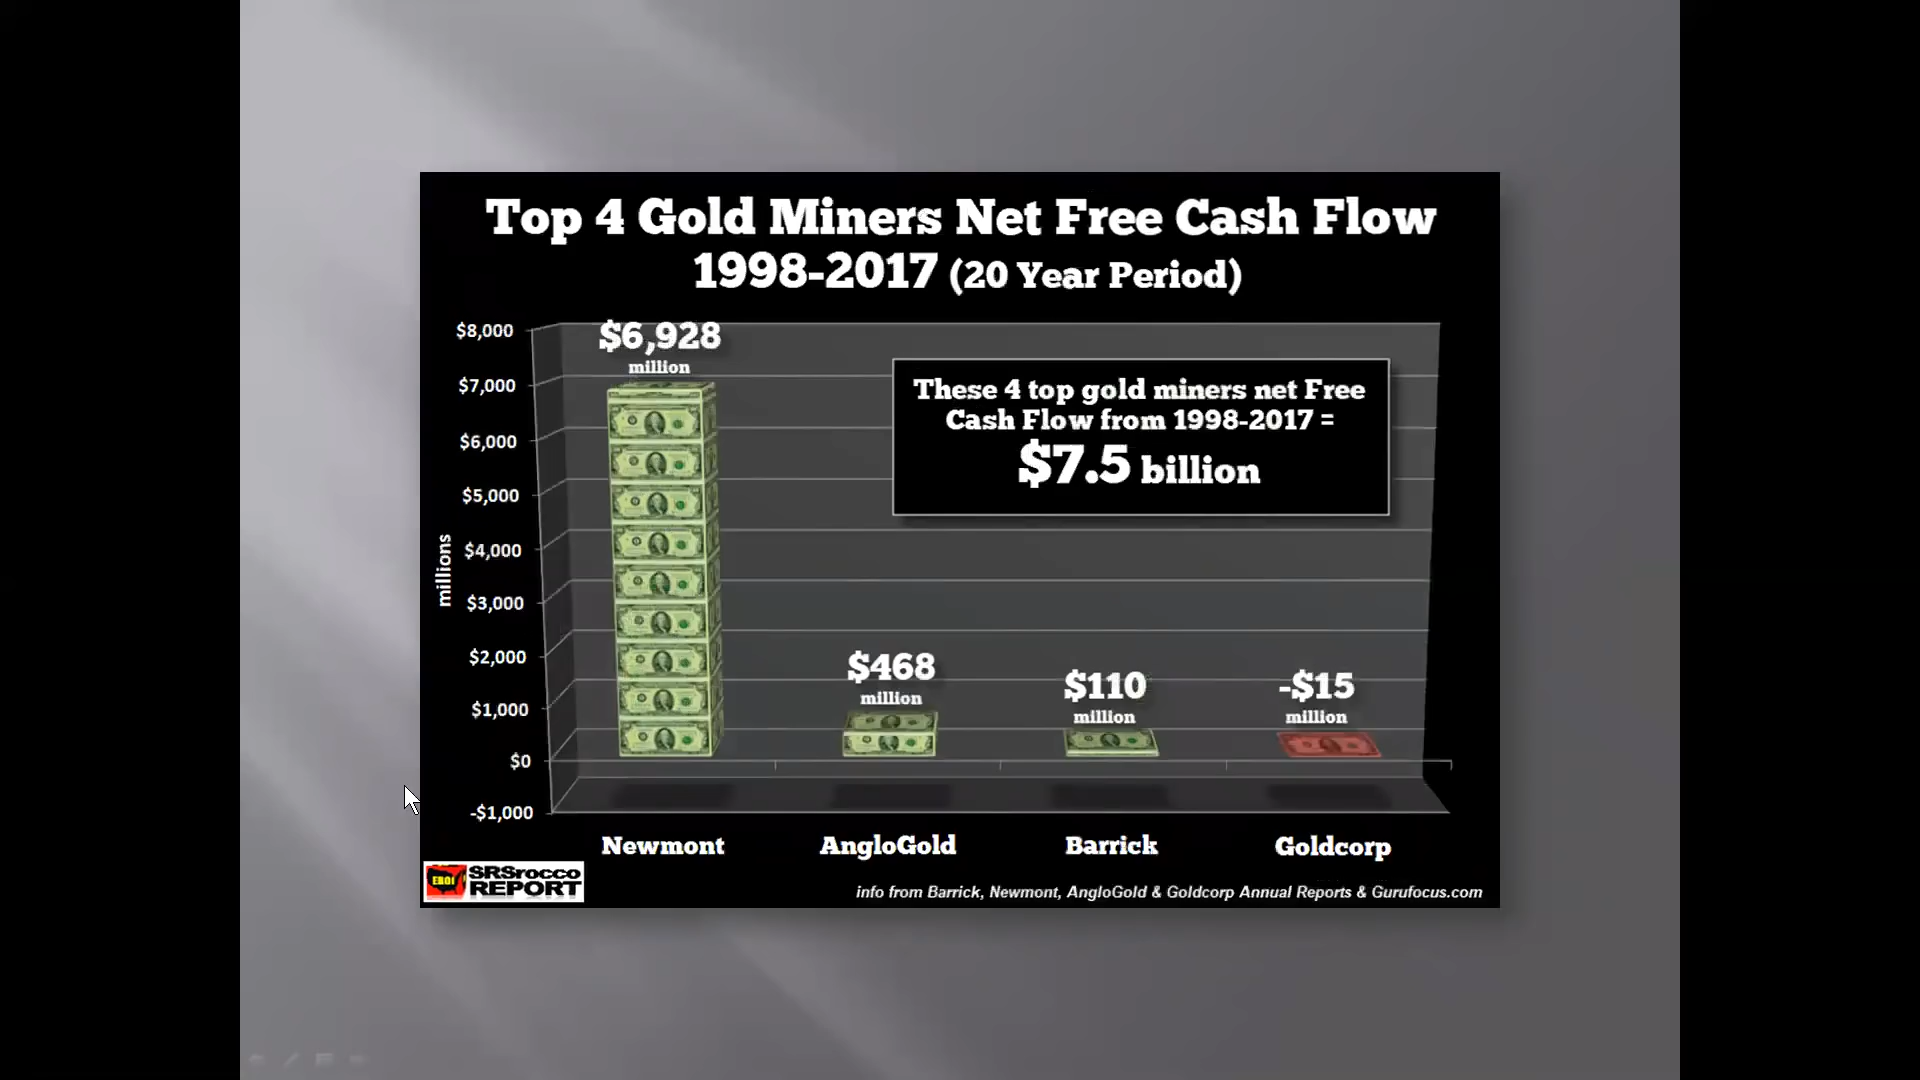 Top 4 Gold Miners Net Free Cash Flow
1998-2017 (20 Year Period)
$8,000
$7,000
$6,000
$5,000
$4,000
$3,000
$2,000
$1,000
$0
-$1,000
millions
$6,928
million
$468
million
$110
million
-$15
million
These 4 top gold miners net Free
Cash Flow from 1998-2017 =
$7.5 billion
Newmont
AngloGold
Barrick
Goldcorp
EROI
SRSrocco
REPORT
info from Barrick, Newmont, AngloGold & Goldcorp Annual Reports & Gurufocus.com